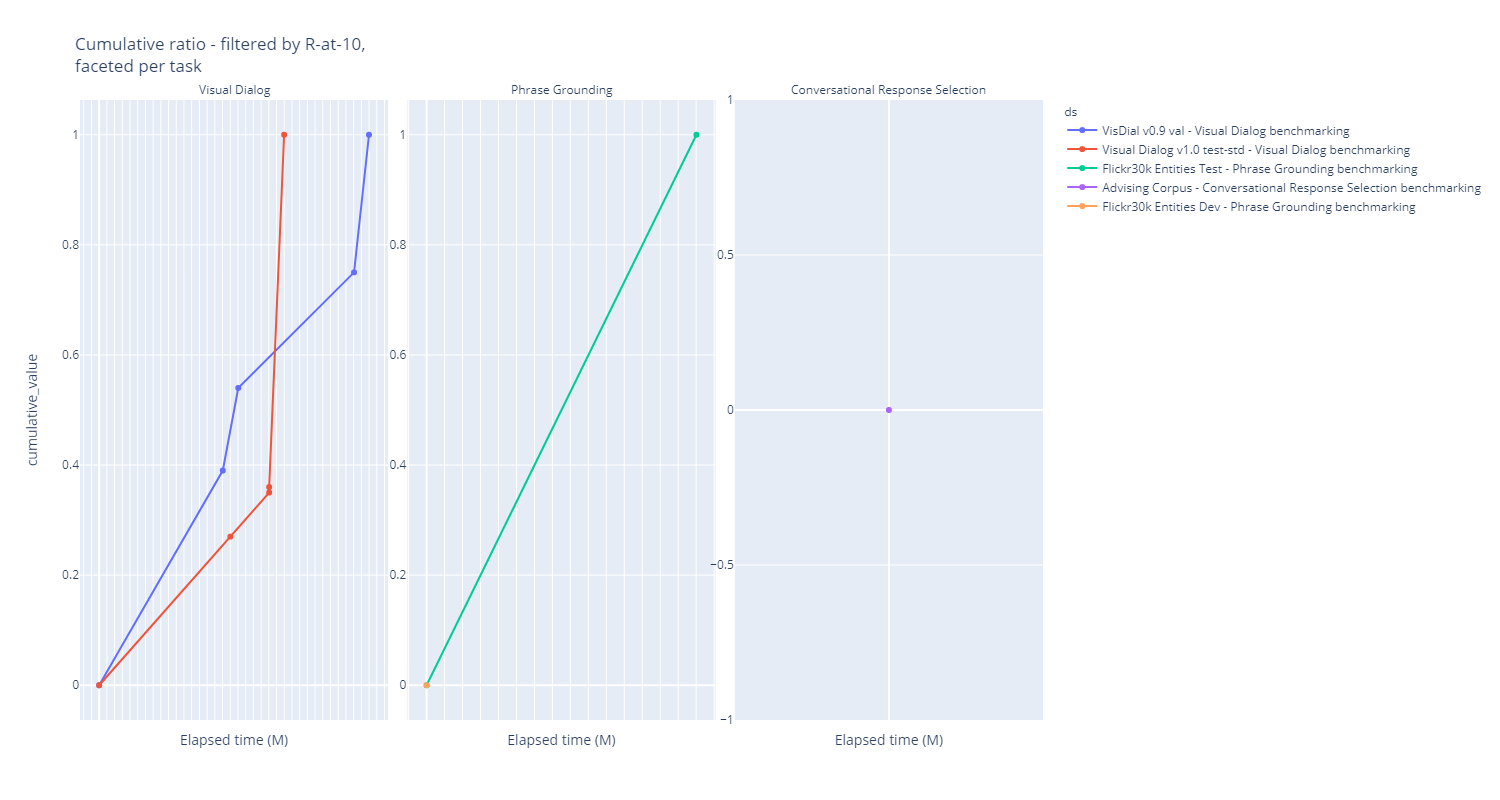 Cumulative ratio - filtered by R-at-10,
faceted per task
Visual Dialog
Phrase Grounding
Conversational Response Selection
cumulative_value
1
0.8
0.6
0.4
0.2
0
Elapsed time (M)
1
0.8
0.6
0.4
0.2
0
Elapsed time (M)
1
0.5
0
−0.5
−1
Elapsed time (M)
ds
VisDial v0.9 val - Visual Dialog benchmarking
Visual Dialog v1.0 test-std - Visual Dialog benchmarking
Flickr30k Entities Test - Phrase Grounding benchmarking
Advising Corpus - Conversational Response Selection benchmarking
Flickr30k Entities Dev - Phrase Grounding benchmarking